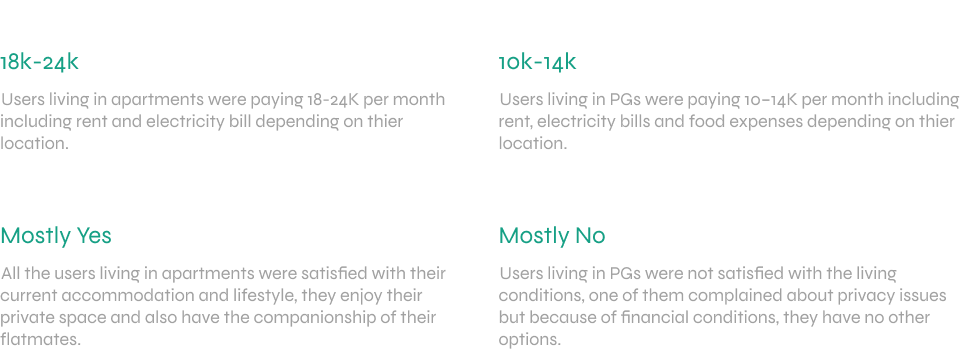 18k-24k
Users living in apartments were paying 18-24K per month
including rent and electricity bill depending on thier
location.
10k-14k
Users living in PGs were paying 10–14K per month including
rent, electricity bills and food expenses depending on thier
location.
Mostly Yes
All the users living in apartments were satisfied with their
current accommodation and lifestyle, they enjoy their
private space and also have the companionship of their
flatmates.
Mostly No
Users living in PGs were not satisfied with the living
conditions, one of them complained about privacy issues
but because of financial conditions, they have no other
options.